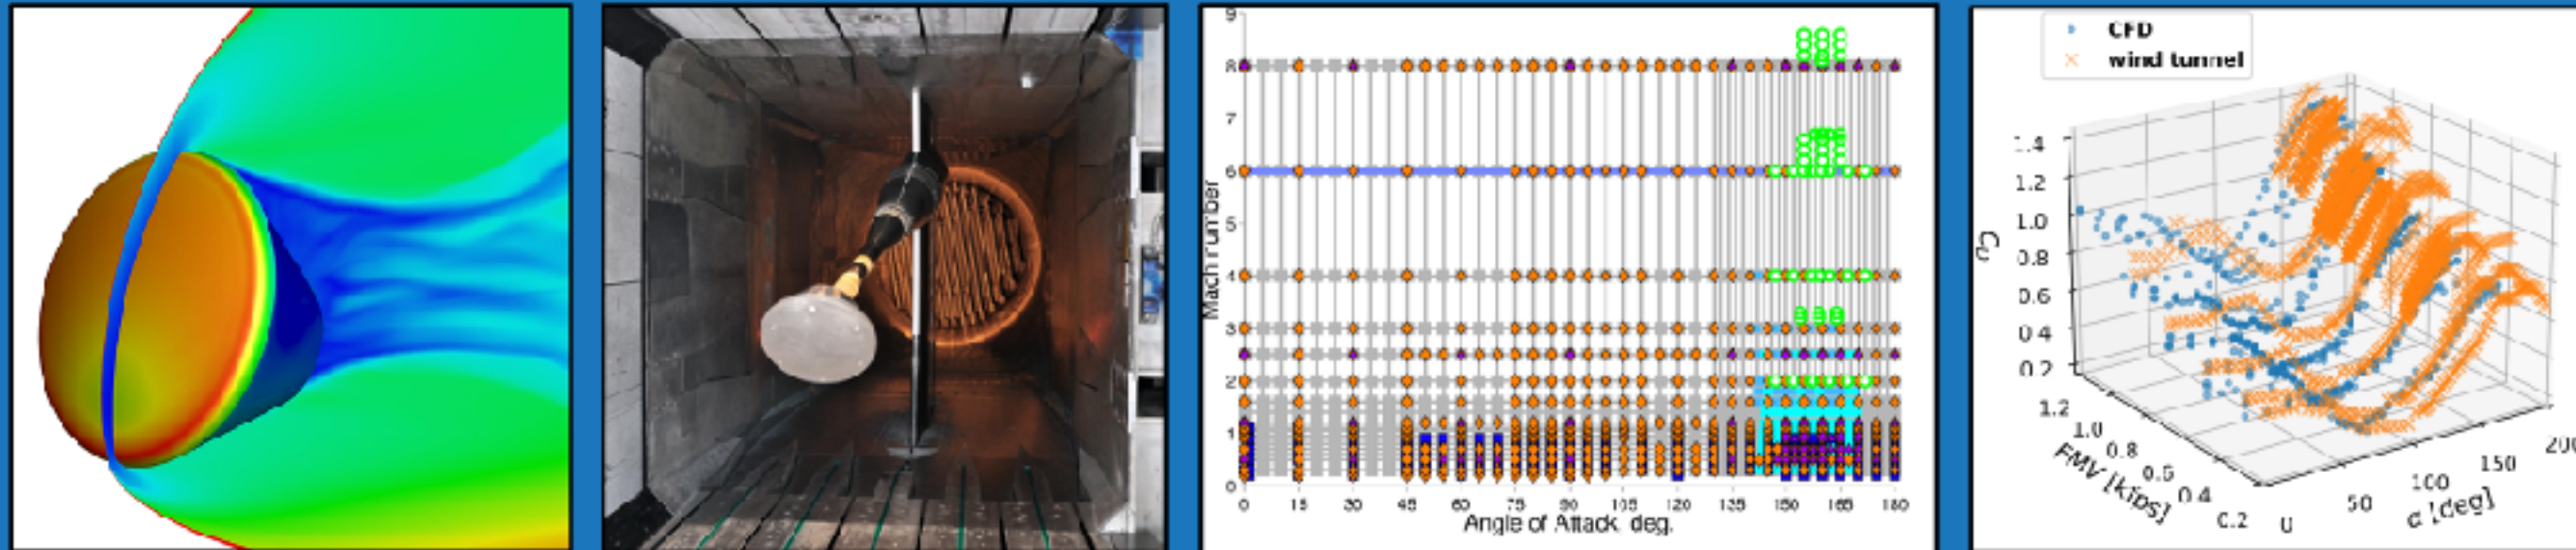 9
8
7
6
5
4
3
2
1
0
Mach number
0 15 30 45 60 75 90 105 120 135 150 165 180
Angle of Attack, deg.
CFD
wind tunnel
1.4
1.2
1.0
0.8
0.6
0.4
0.2
1.2
1.0
0.8
0.6
0.4
0.2
FMV [kips]
0 50 100 150 200
α [deg]